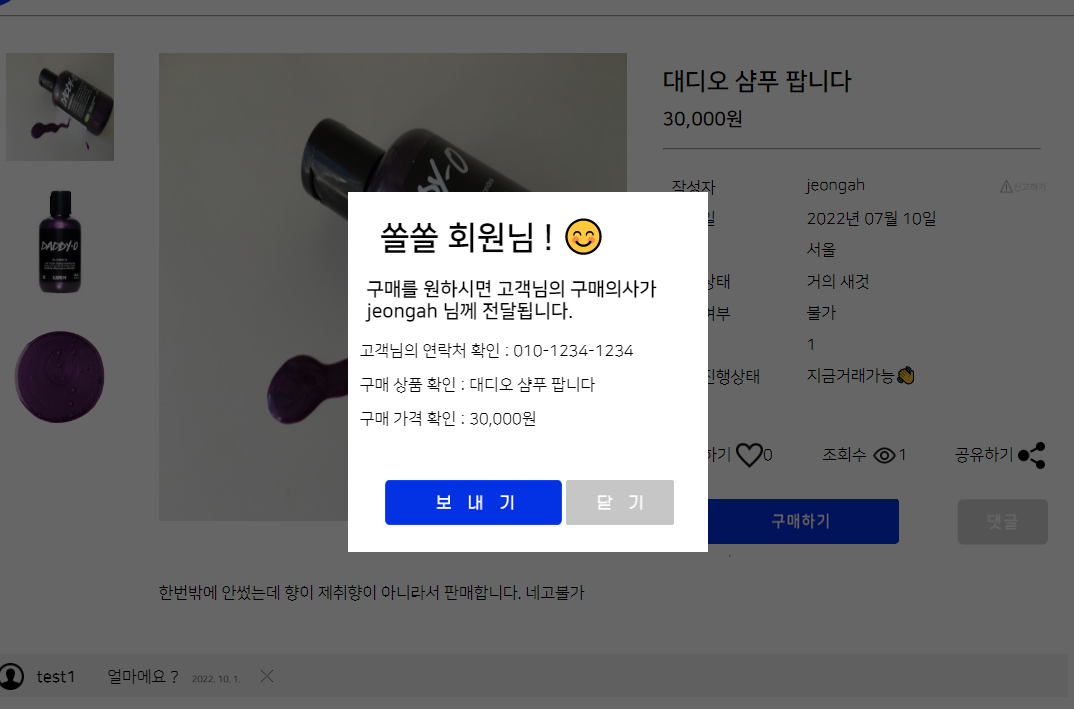 대디오 샴푸 팝니다
30,000원
작성자 jeongah 신고하기
일 2022년 07월 10일
서울
상태 거의 새것
여부 불가
1
진행상태 지금거래가능👏
하기 0 조회수 1 공유하기
구매하기 댓글
DADDY-O
DADDY-O
쏠쏠 회원님 ! 😊
구매를 원하시면 고객님의 구매의사가
jeongah 님께 전달됩니다.
고객님의 연락처 확인 : 010-1234-1234
구매 상품 확인 : 대디오 샴푸 팝니다
구매 가격 확인 : 30,000원
보 내 기 닫 기
한번밖에 안썼는데 향이 제취향이 아니라서 판매합니다. 네고불가
test1 얼마에요 ? 2022. 10. 1.